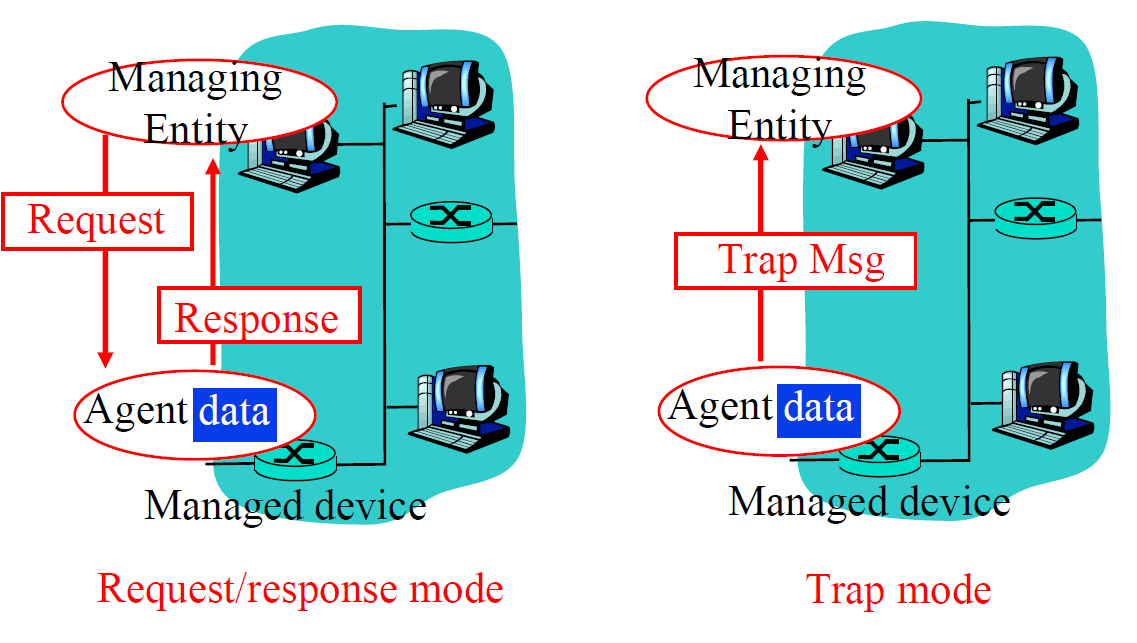 Managing
Entity
Request
Response
Agent data
Managed device
Request/response mode
Managing
Entity
Trap Msg
Agent data
Managed device
Trap mode